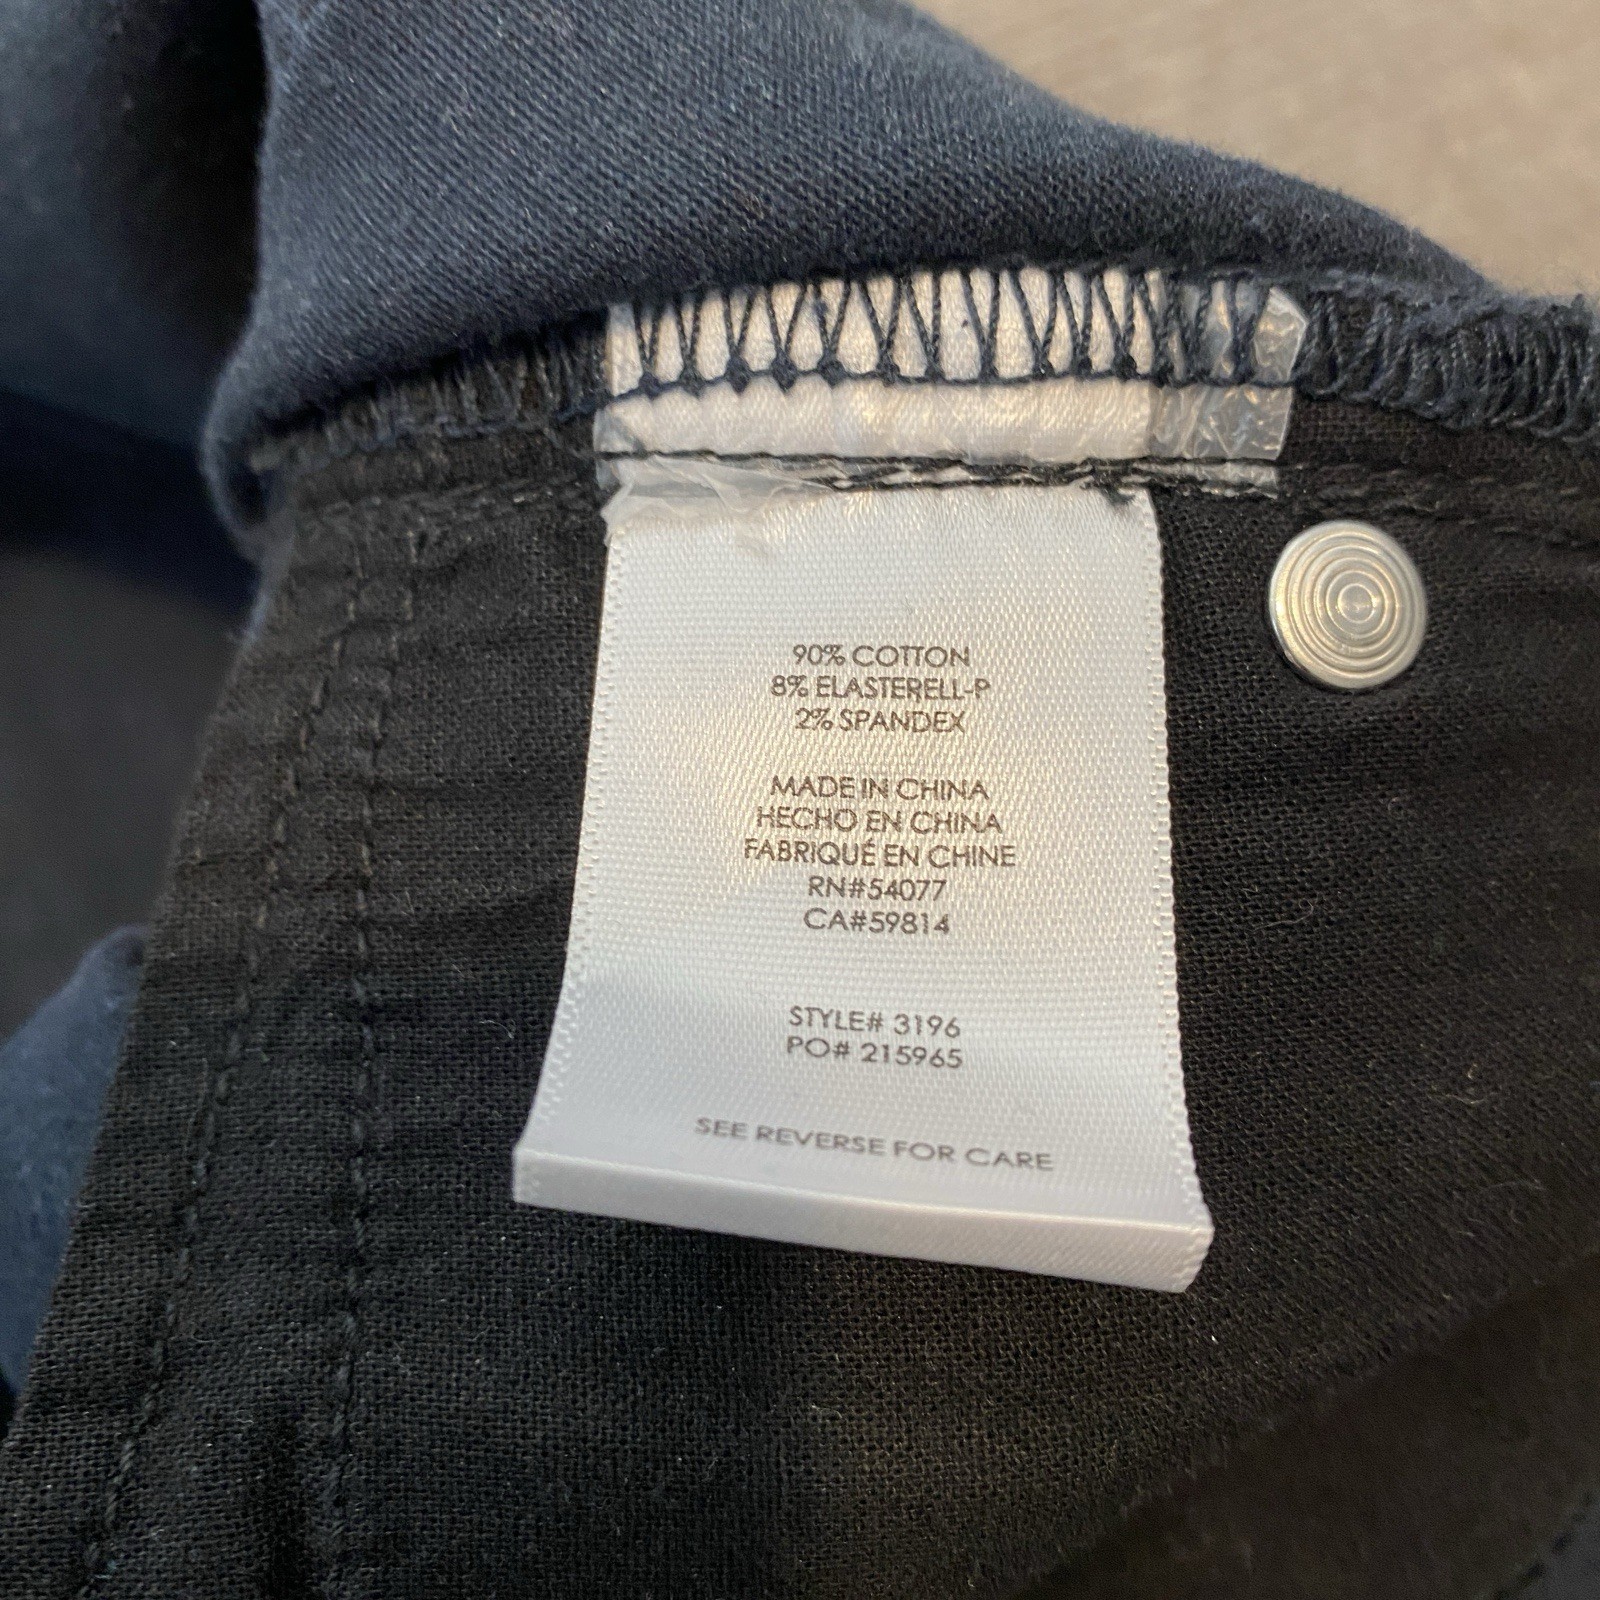 90% COTTON
8% ELASTERELL-P
2% SPANDEX
MADE IN CHINA
HECHO EN CHINA
FABRIQUÉ EN CHINE
RN#54077
CA#59814
STYLE# 3196
PO# 215965
SEE REVERSE FOR CARE